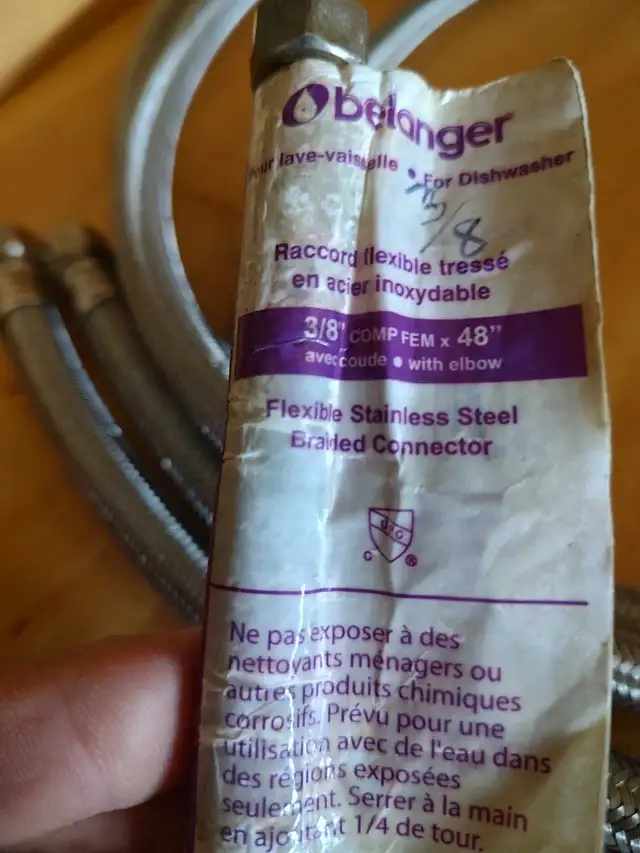 belanger
Pour lave-vaisselle • For Dishwasher
3/8
Raccord flexible tressé
en acier inoxydable
3/8" COMP FEM x 48"
avec coude • with elbow
Flexible Stainless Steel
Braided Connector
UPC
C ®
Ne pas exposer à des
nettoyants ménagers ou
autres produits chimiques
corrosifs. Prévu pour une
utilisation avec de l'eau dans
des régions exposées
seulement. Serrer à la main
en ajoutant 1/4 de tour.